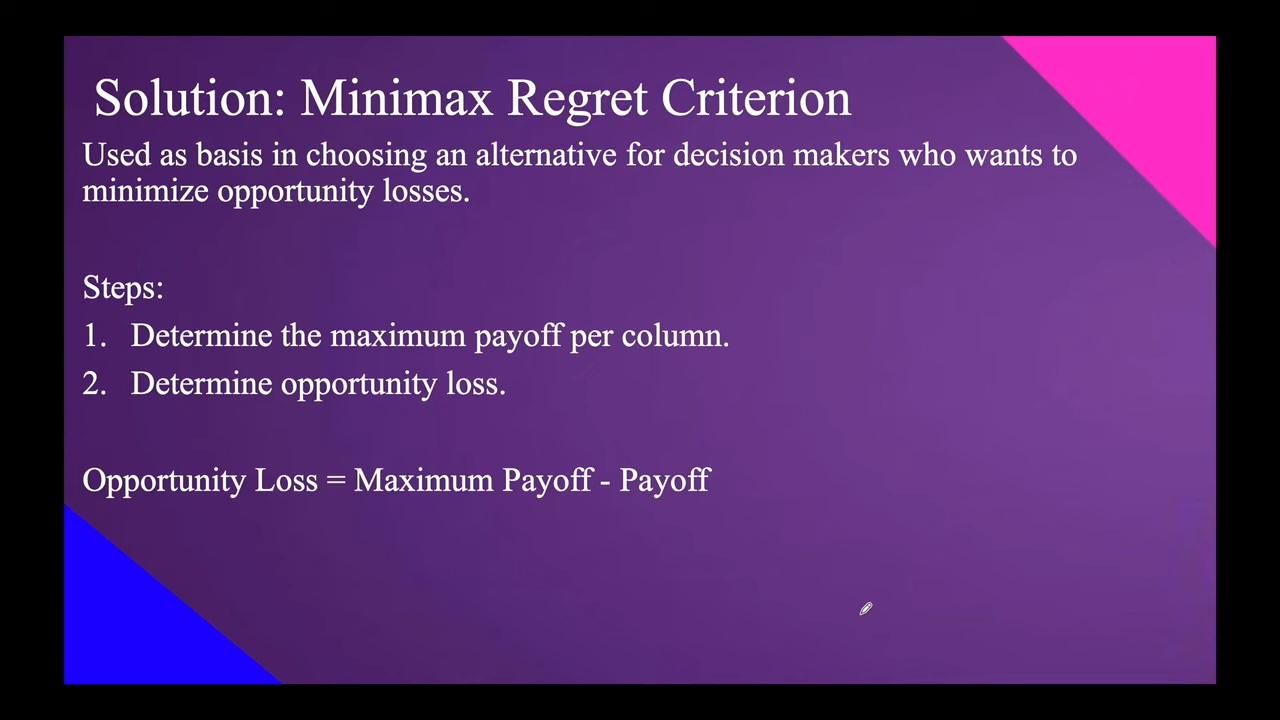 Solution: Minimax Regret Criterion
Used as basis in choosing an alternative for decision makers who wants to
minimize opportunity losses.
Steps:
1. Determine the maximum payoff per column.
2. Determine opportunity loss.
Opportunity Loss = Maximum Payoff - Payoff